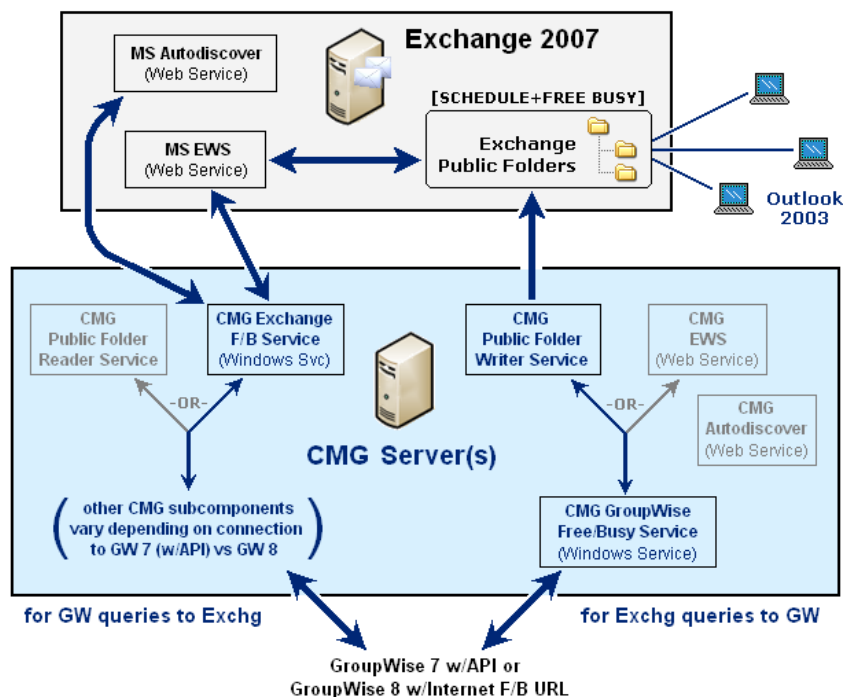 Exchange 2007
MS Autodiscover
(Web Service)
[SCHEDULE+FREE BUSY]
MS EWS
(Web Service)
Exchange
Public Folders
Outlook
2003
CMG
Public Folder
Reader Service
CMG Exchange
F/B Service
(Windows Svc)
CMG
Public Folder
Writer Service
CMG
EWS
(Web Service)
-OR-
-OR-
CMG
Autodiscover
(Web Service)
CMG Server(s)
( other CMG subcomponents
vary depending on connection
to GW 7 (w/API) vs GW 8 )
CMG GroupWise
Free/Busy Service
(Windows Service)
for GW queries to Exchg
for Exchg queries to GW
GroupWise 7 w/API or
GroupWise 8 w/Internet F/B URL